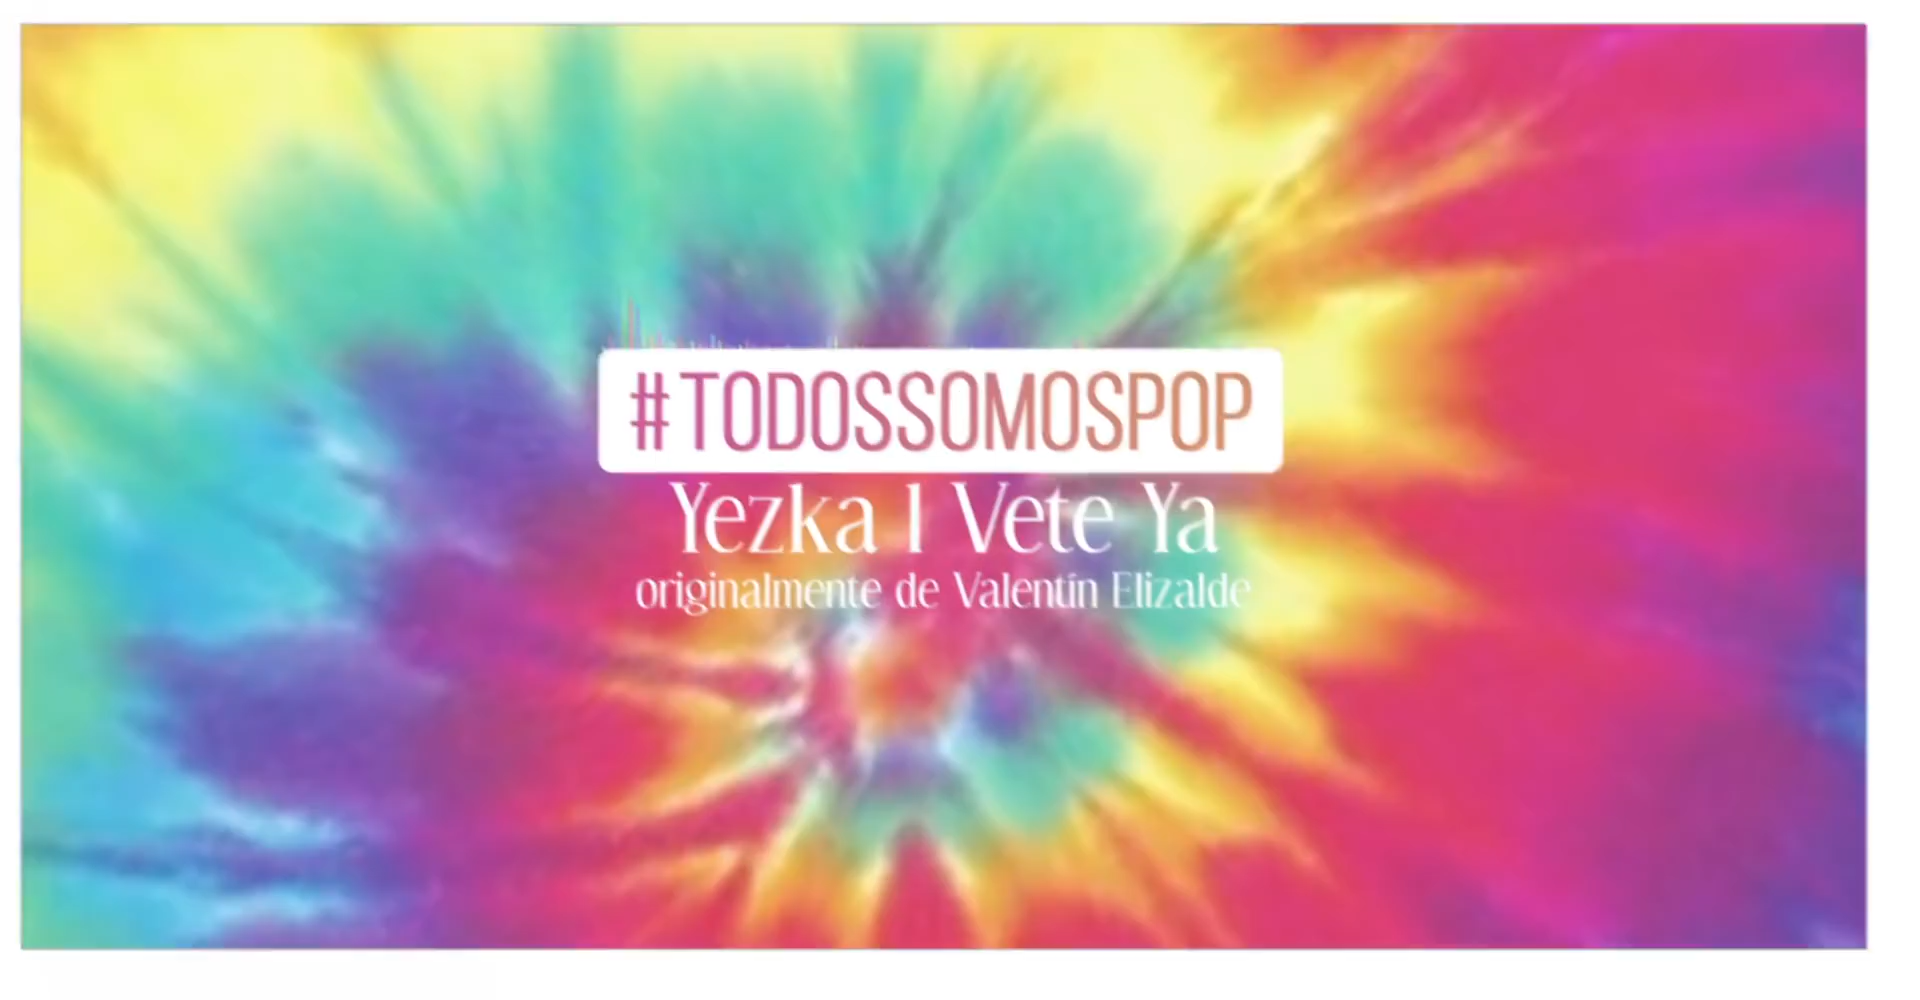 #TODOSSOMOSPOP
Yezka | Vete Ya
originalmente de Valentín Elizalde